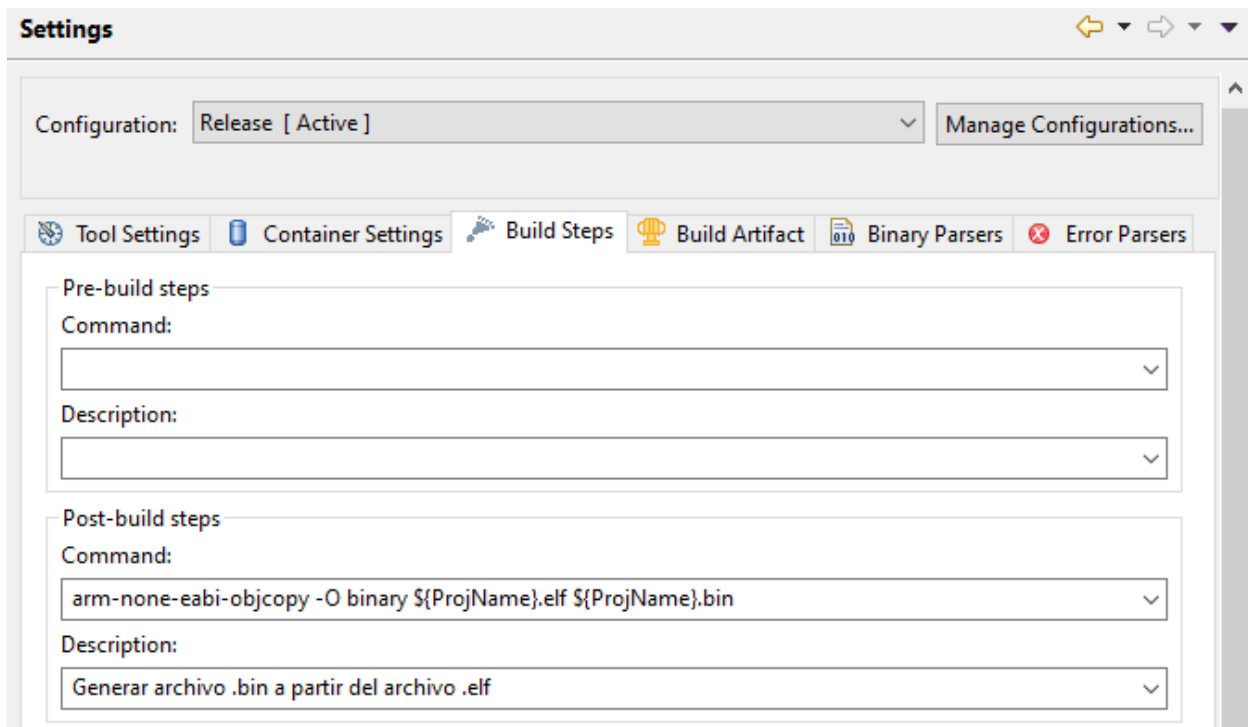 Settings
Configuration: Release [ Active ] Manage Configurations...
Tool Settings Container Settings Build Steps Build Artifact Binary Parsers Error Parsers
Pre-build steps
Command:
Description:
Post-build steps
Command:
arm-none-eabi-objcopy -O binary ${ProjName}.elf ${ProjName}.bin
Description:
Generar archivo .bin a partir del archivo .elf